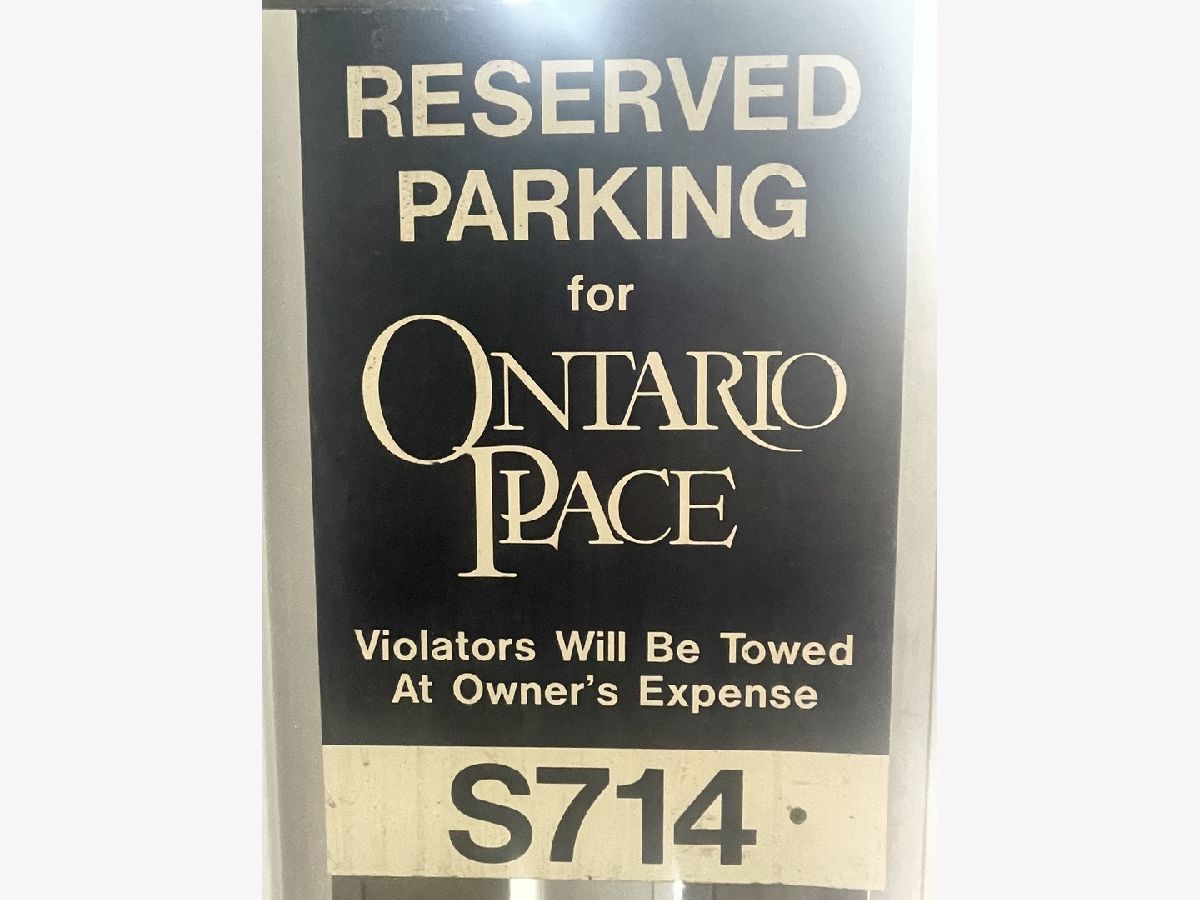 RESERVED
PARKING
for
ONTARIO
PLACE
Violators Will Be Towed
At Owner's Expense
S714